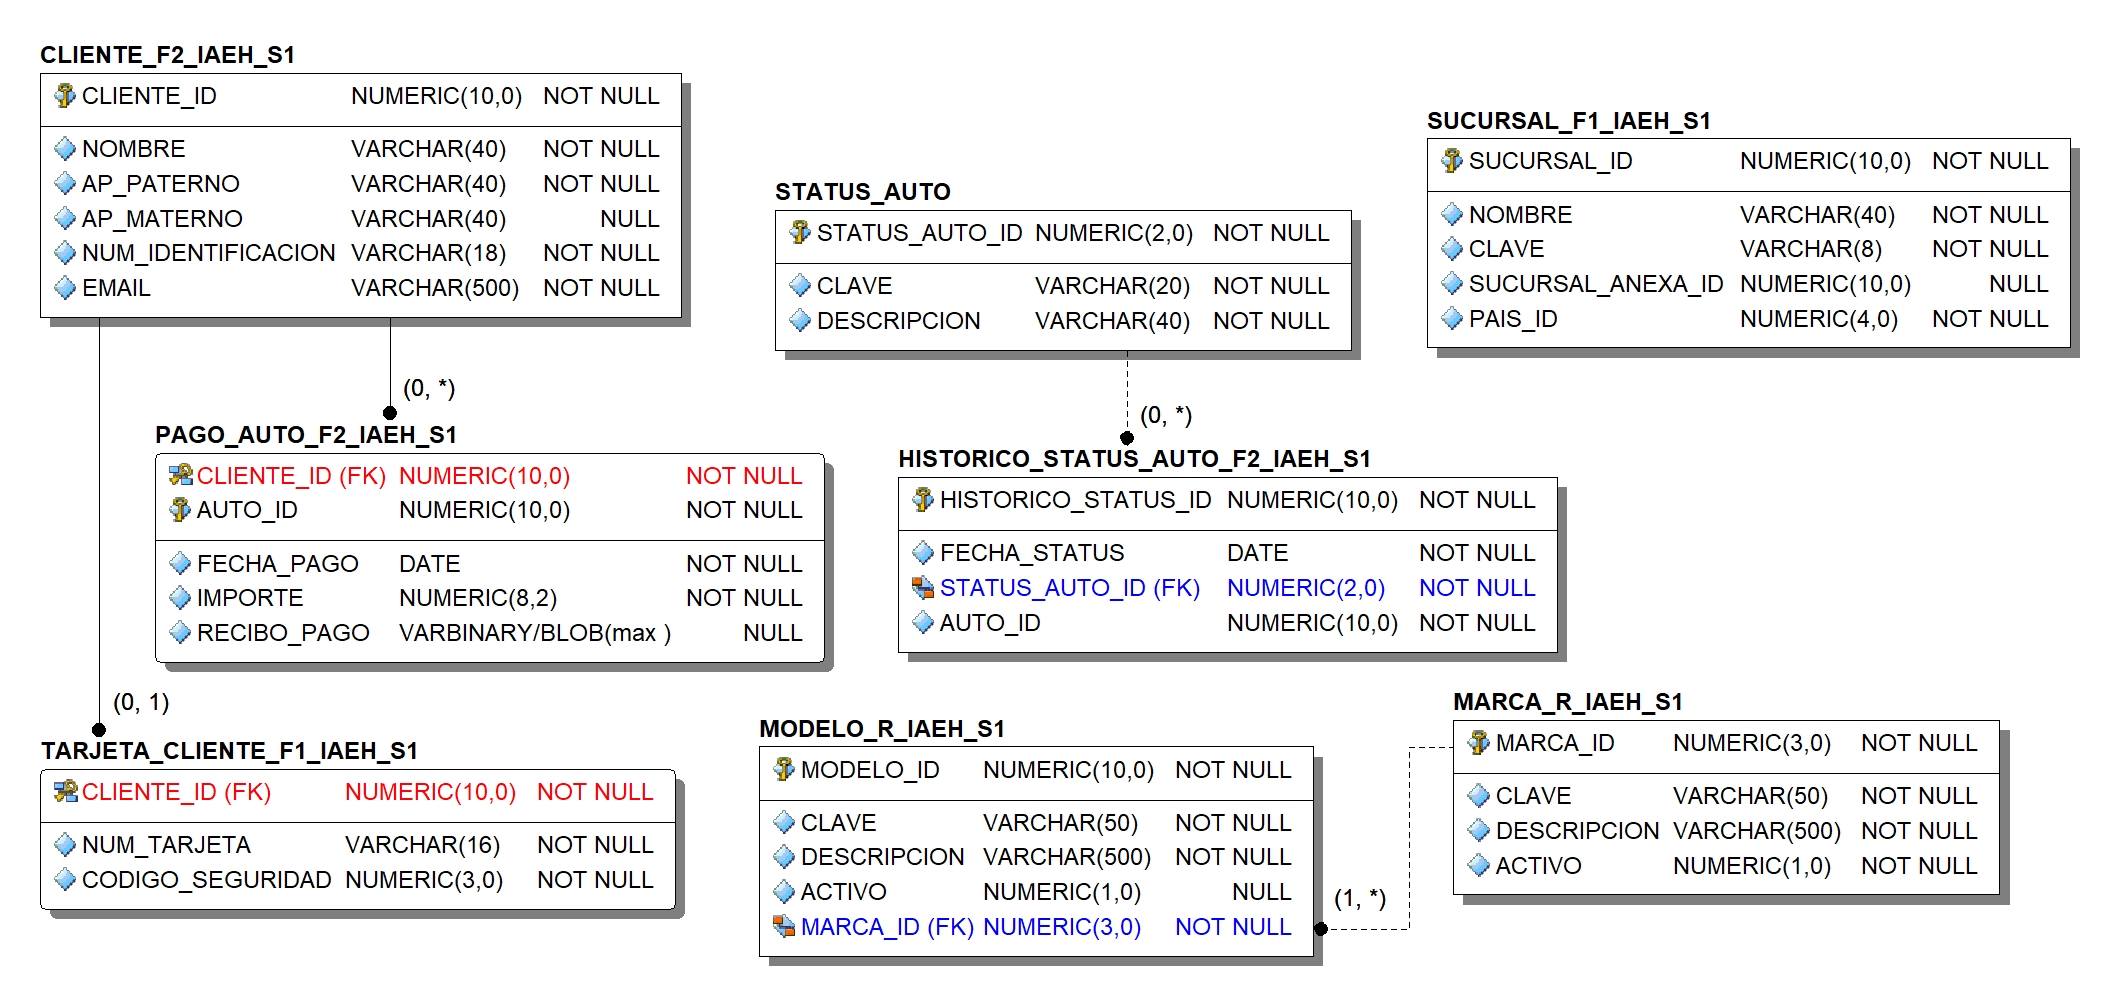 CLIENTE_F2_IAEH_S1
CLIENTE_ID NUMERIC(10,0) NOT NULL
NOMBRE VARCHAR(40) NOT NULL
AP_PATERNO VARCHAR(40) NOT NULL
AP_MATERNO VARCHAR(40) NULL
NUM_IDENTIFICACION VARCHAR(18) NOT NULL
EMAIL VARCHAR(500) NOT NULL
STATUS_AUTO
STATUS_AUTO_ID NUMERIC(2,0) NOT NULL
CLAVE VARCHAR(20) NOT NULL
DESCRIPCION VARCHAR(40) NOT NULL
SUCURSAL_F1_IAEH_S1
SUCURSAL_ID NUMERIC(10,0) NOT NULL
NOMBRE VARCHAR(40) NOT NULL
CLAVE VARCHAR(8) NOT NULL
SUCURSAL_ANEXA_ID NUMERIC(10,0) NULL
PAIS_ID NUMERIC(4,0) NOT NULL
(0, *)
PAGO_AUTO_F2_IAEH_S1
CLIENTE_ID (FK) NUMERIC(10,0) NOT NULL
AUTO_ID NUMERIC(10,0) NOT NULL
FECHA_PAGO DATE NOT NULL
IMPORTE NUMERIC(8,2) NOT NULL
RECIBO_PAGO VARBINARY/BLOB(max ) NULL
(0, *)
HISTORICO_STATUS_AUTO_F2_IAEH_S1
HISTORICO_STATUS_ID NUMERIC(10,0) NOT NULL
FECHA_STATUS DATE NOT NULL
STATUS_AUTO_ID (FK) NUMERIC(2,0) NOT NULL
AUTO_ID NUMERIC(10,0) NOT NULL
(0, 1)
TARJETA_CLIENTE_F1_IAEH_S1
CLIENTE_ID (FK) NUMERIC(10,0) NOT NULL
NUM_TARJETA VARCHAR(16) NOT NULL
CODIGO_SEGURIDAD NUMERIC(3,0) NOT NULL
MODELO_R_IAEH_S1
MODELO_ID NUMERIC(10,0) NOT NULL
CLAVE VARCHAR(50) NOT NULL
DESCRIPCION VARCHAR(500) NOT NULL
ACTIVO NUMERIC(1,0) NULL
MARCA_ID (FK) NUMERIC(3,0) NOT NULL
(1, *)
MARCA_R_IAEH_S1
MARCA_ID NUMERIC(3,0) NOT NULL
CLAVE VARCHAR(50) NOT NULL
DESCRIPCION VARCHAR(500) NOT NULL
ACTIVO NUMERIC(1,0) NOT NULL